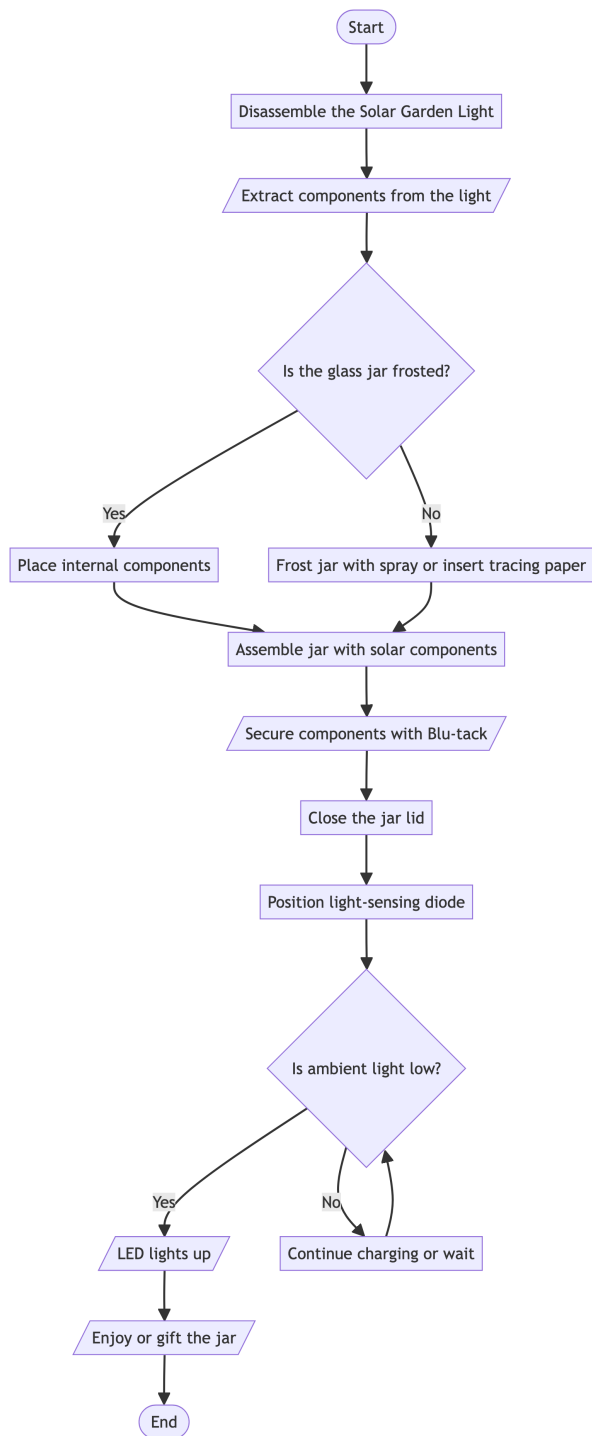 Start
Disassemble the Solar Garden Light
Extract components from the light
Is the glass jar frosted?
Yes
No
Place internal components
Frost jar with spray or insert tracing paper
Assemble jar with solar components
Secure components with Blu-tack
Close the jar lid
Position light-sensing diode
Is ambient light low?
Yes
No
LED lights up
Continue charging or wait
Enjoy or gift the jar
End